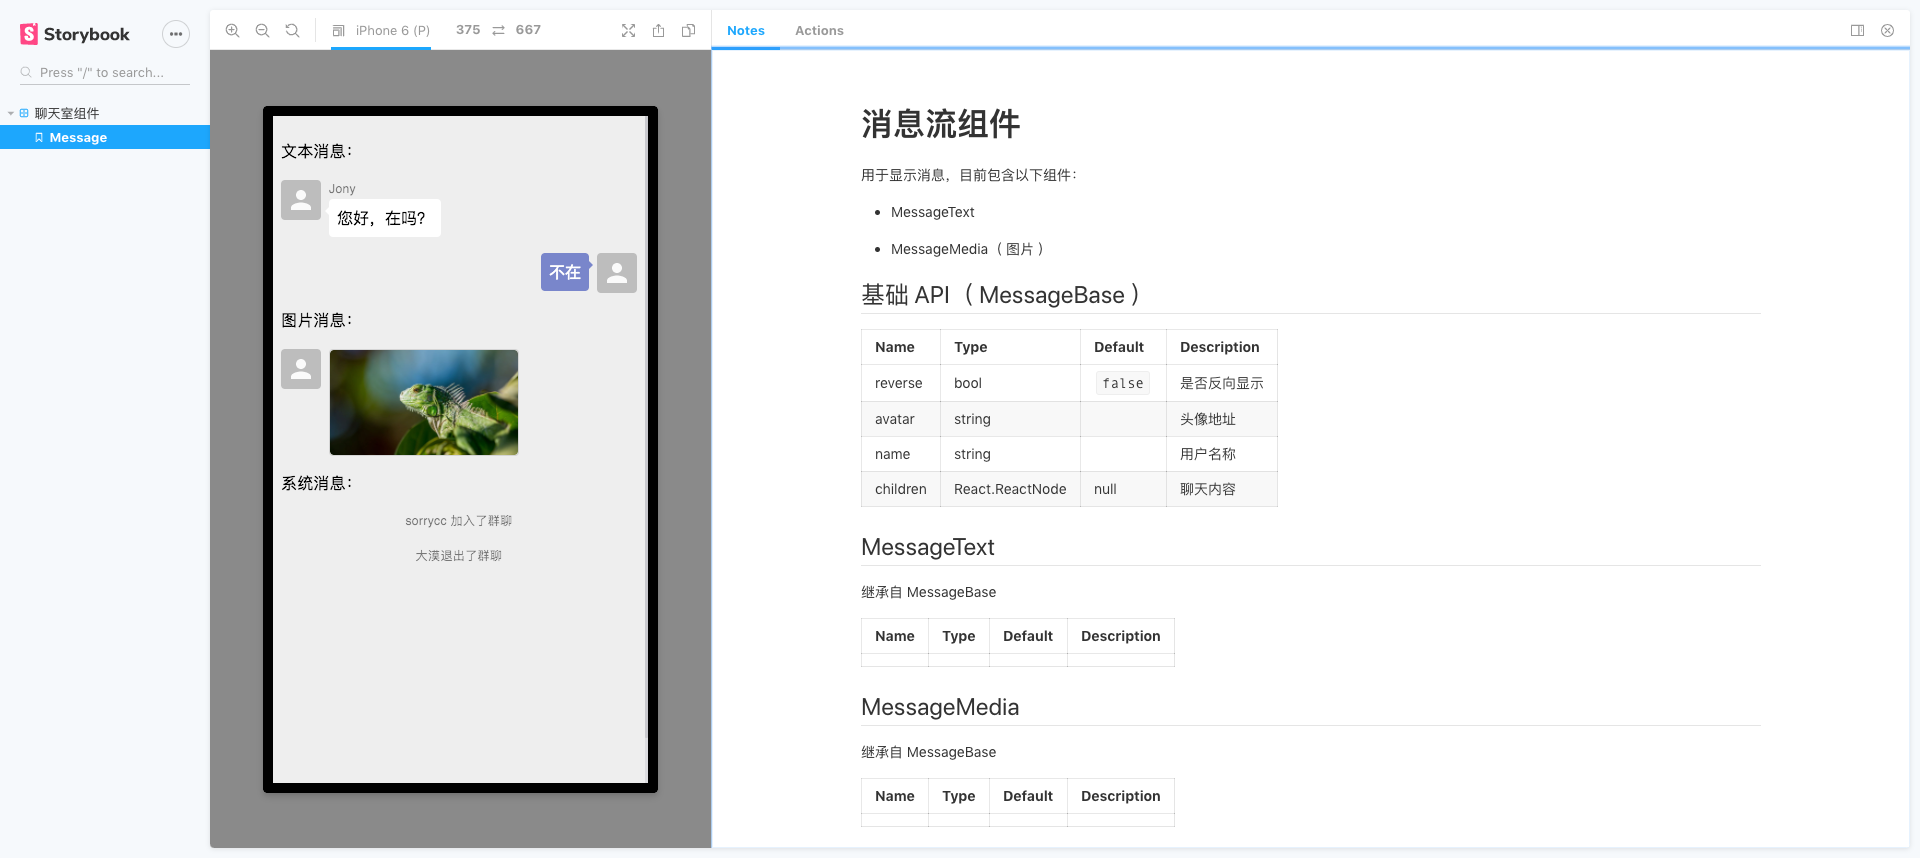 Storybook
Press "/" to search...
聊天室组件
Message
iPhone 6 (P)
375
667
文本消息：
Jony
您好，在吗？
不在
图片消息：
系统消息：
sorrycc 加入了群聊
大漠退出了群聊
Notes
Actions
消息流组件
用于显示消息，目前包含以下组件：
MessageText
MessageMedia（图片）
基础 API（MessageBase）
Name Type Default Description
reverse bool false 是否反向显示
avatar string 头像地址
name string 用户名称
children React.ReactNode null 聊天内容
MessageText
继承自 MessageBase
Name Type Default Description
MessageMedia
继承自 MessageBase
Name Type Default Description